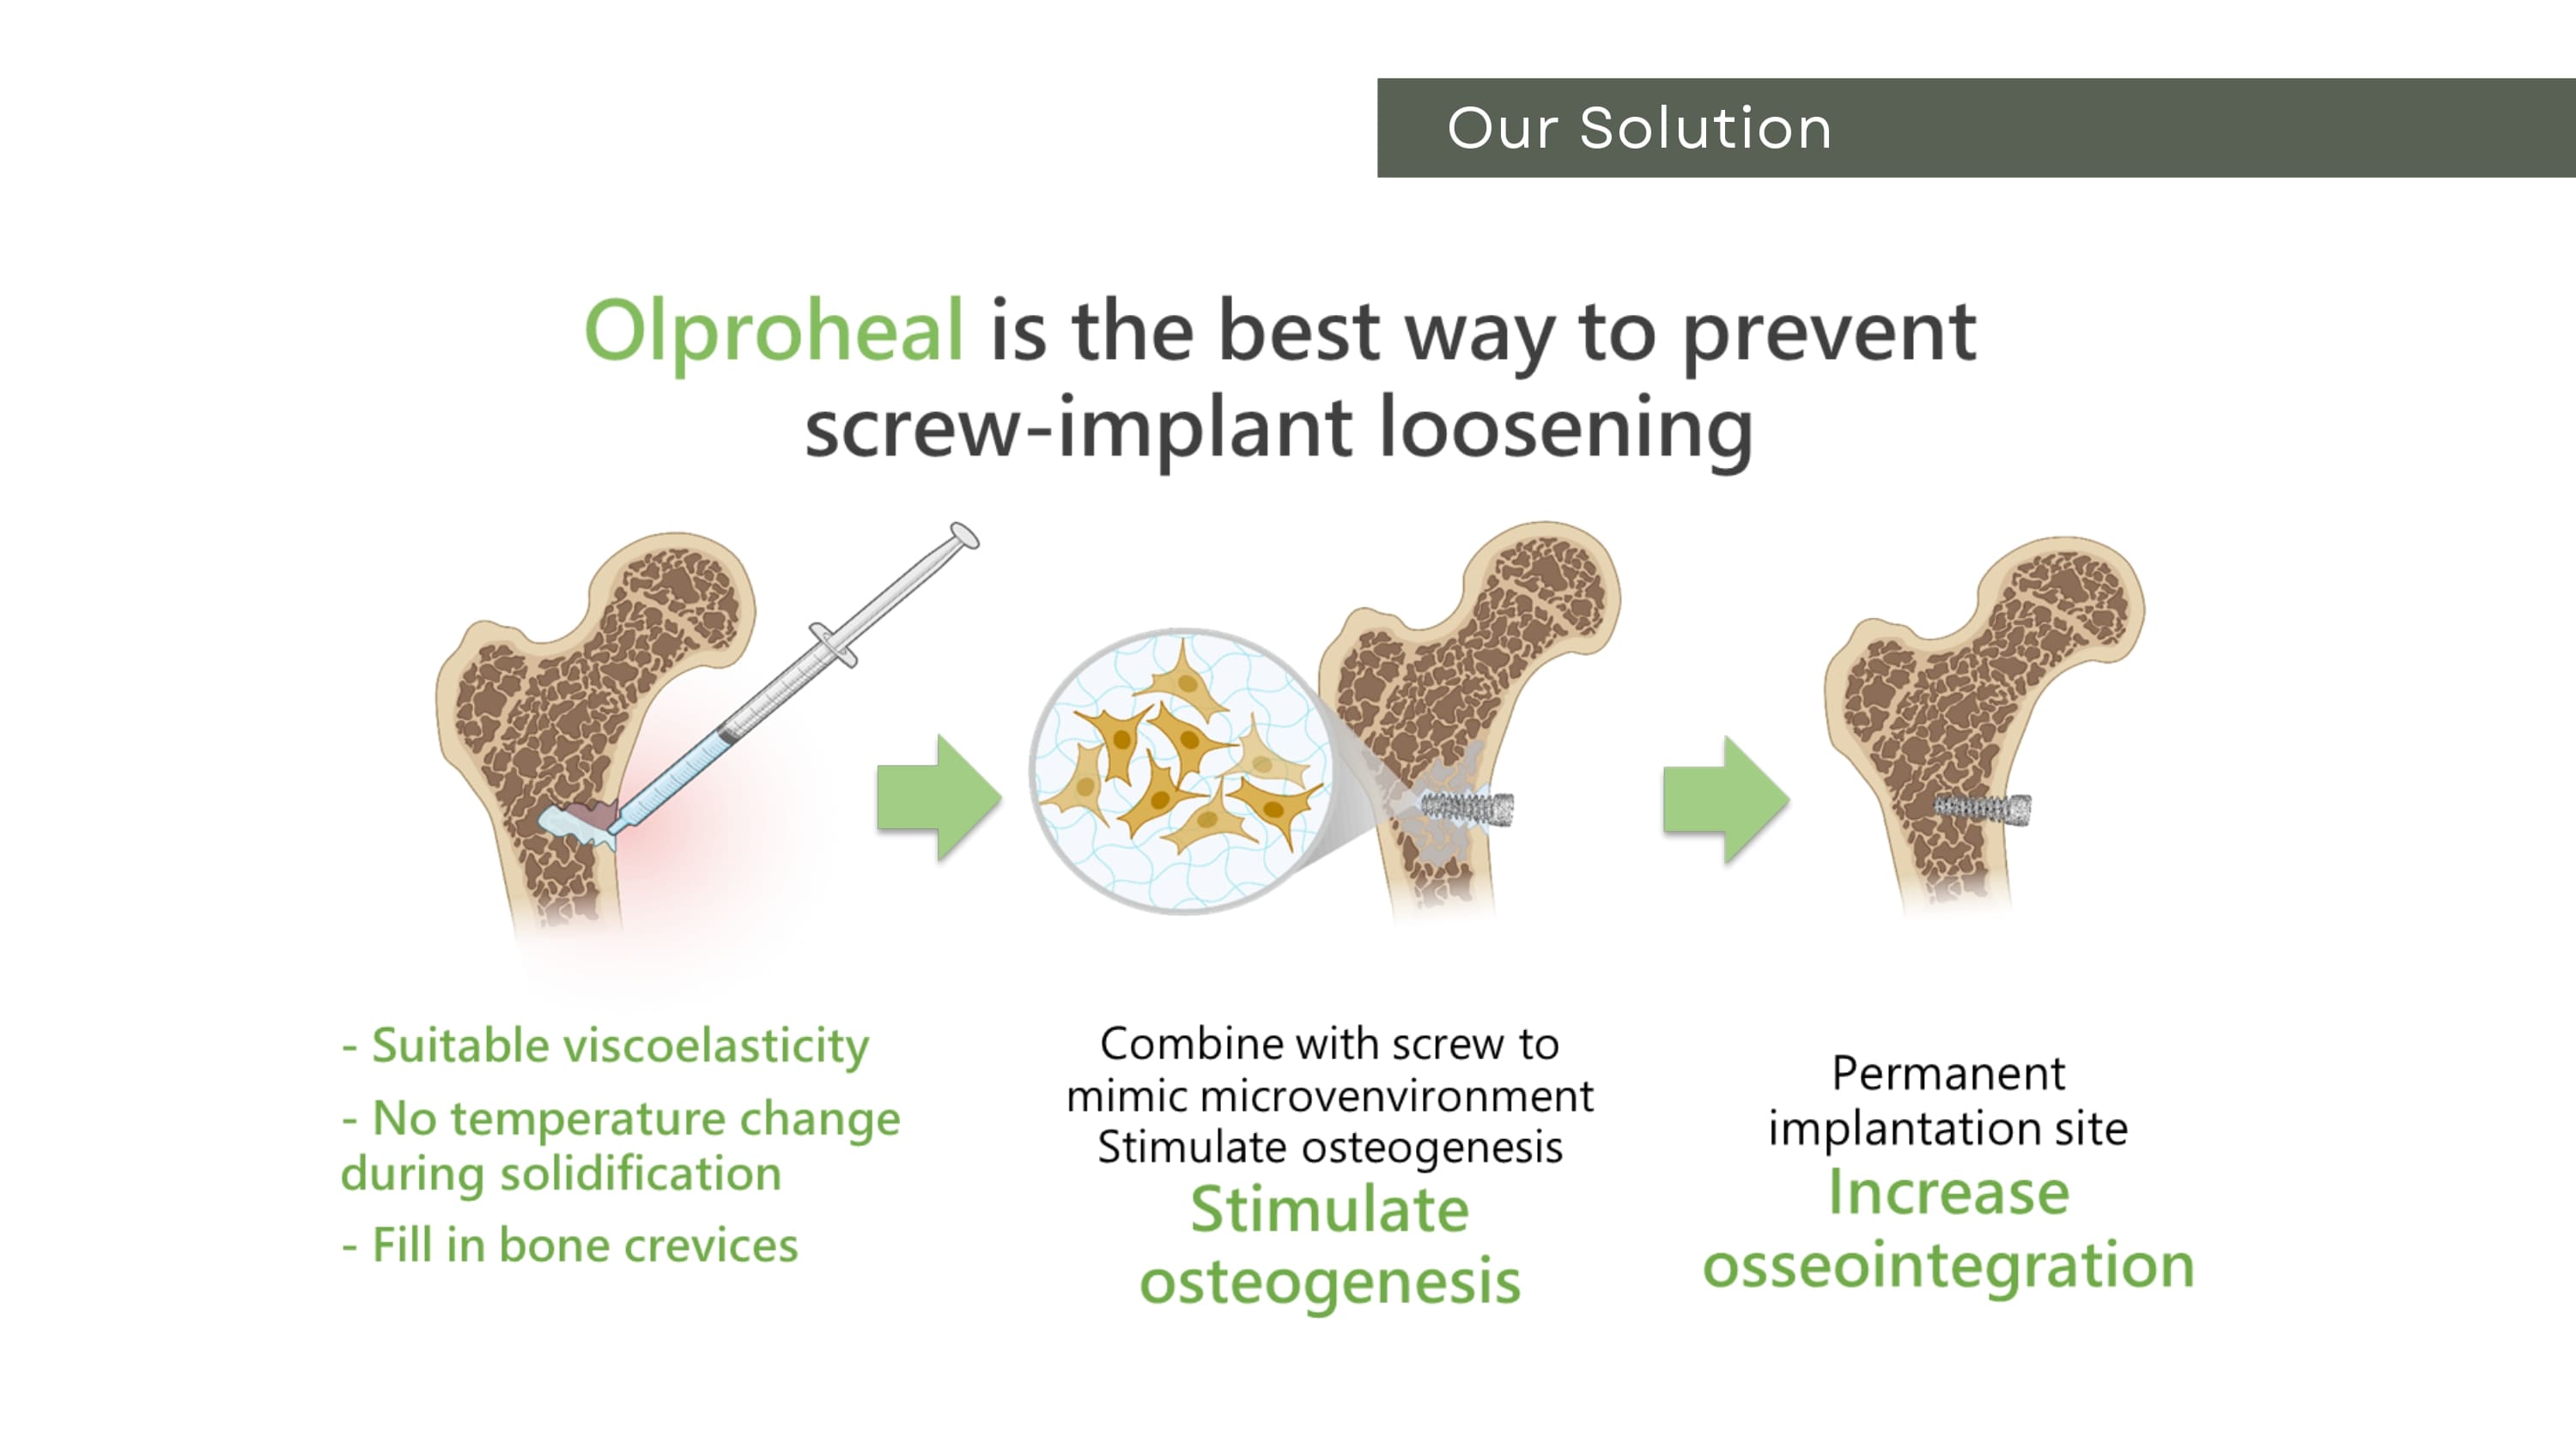 Our Solution
Olproheal is the best way to prevent
screw-implant loosening
- Suitable viscoelasticity
- No temperature change
during solidification
- Fill in bone crevices
Combine with screw to
mimic microvenvironment
Stimulate osteogenesis
Stimulate
osteogenesis
Permanent
implantation site
Increase
osseointegration